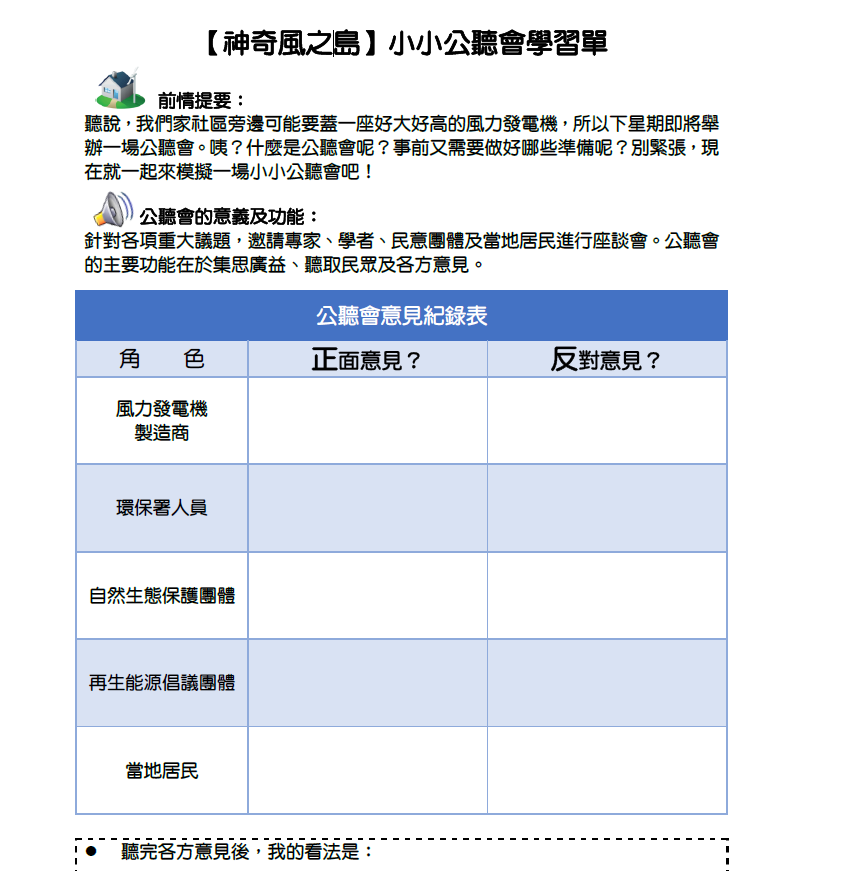 【神奇風之島】小小公聽會學習單
前情提要：
聽說，我們家社區旁邊可能要蓋一座好大好高的風力發電機，所以下星期即將舉
辦一場公聽會。咦？什麼是公聽會呢？事前又需要做好哪些準備呢？別緊張，現
在就一起來模擬一場小小公聽會吧！
公聽會的意義及功能：
針對各項重大議題，邀請專家、學者、民意團體及當地居民進行座談會。公聽會
的主要功能在於集思廣益、聽取民眾及各方意見。
公聽會意見紀錄表
角　色 正面意見？ 反對意見？
風力發電機
製造商
環保署人員
自然生態保護團體
再生能源倡議團體
當地居民
● 聽完各方意見後，我的看法是：